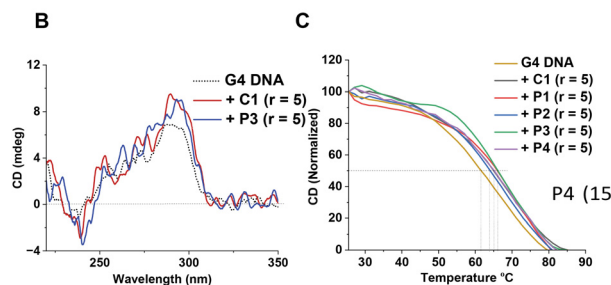 B
CD (mdeg)
12
8
4
0
−4
250
300
350
Wavelength (nm)
G4 DNA
+ C1 (r = 5)
+ P3 (r = 5)
C
CD (Normalized)
120
100
80
60
40
20
0
30
40
50
60
70
80
90
Temperature °C
G4 DNA
+ C1 (r = 5)
+ P1 (r = 5)
+ P2 (r = 5)
+ P3 (r = 5)
+ P4 (r = 5)
P4 (15